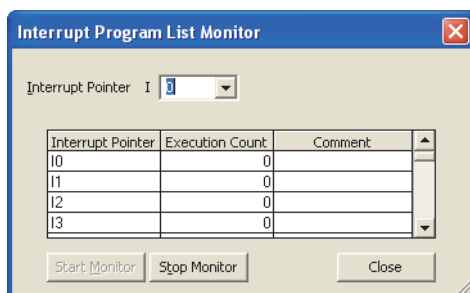 Interrupt Program List Monitor
Interrupt Pointer I 0
Interrupt Pointer Execution Count Comment
I0 0
I1 0
I2 0
I3 0
Start Monitor Stop Monitor Close